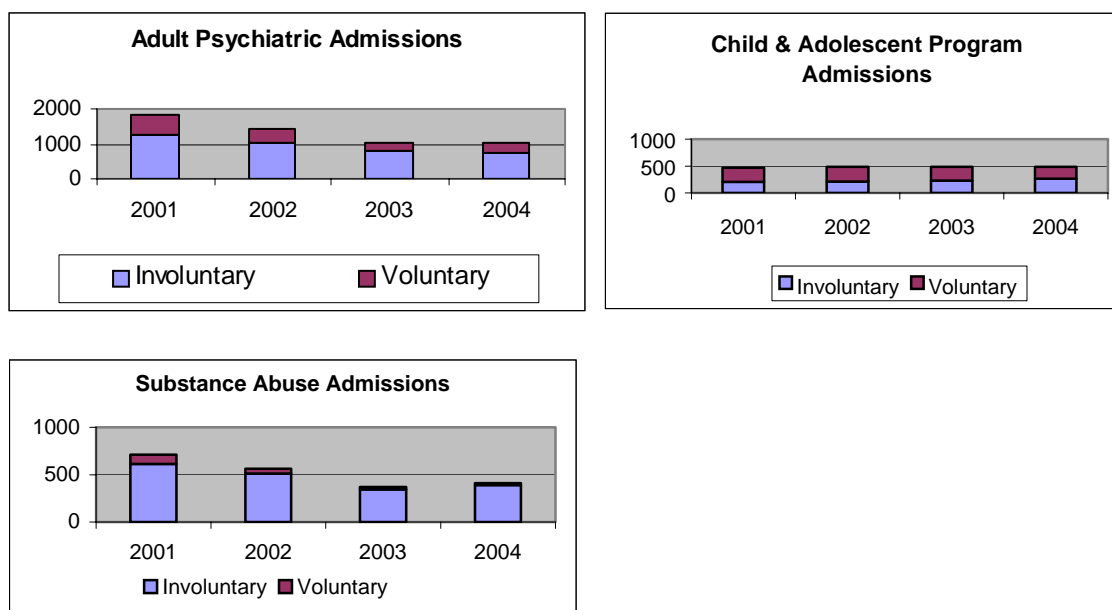 Adult Psychiatric Admissions
2000
1000
0
2001 2002 2003 2004
Involuntary Voluntary
Child & Adolescent Program
Admissions
1000
500
0
2001 2002 2003 2004
Involuntary Voluntary
Substance Abuse Admissions
1000
500
0
2001 2002 2003 2004
Involuntary Voluntary